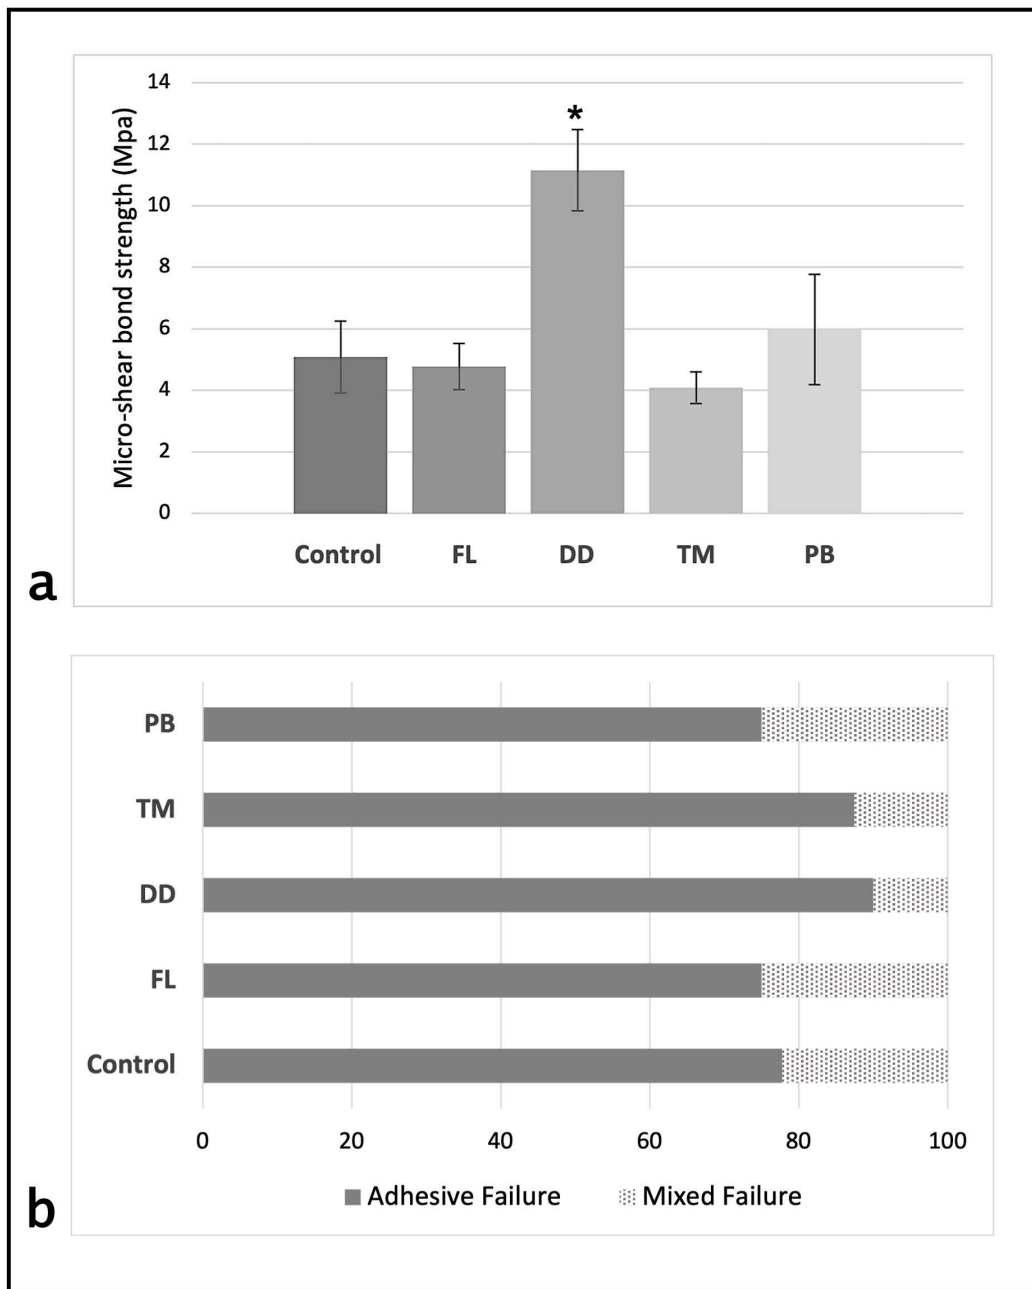 Micro-shear bond strength (Mpa)
14
12
10
8
6
4
2
0
*
Control FL DD TM PB
a
PB
TM
DD
FL
Control
0 20 40 60 80 100
Adhesive Failure Mixed Failure
b